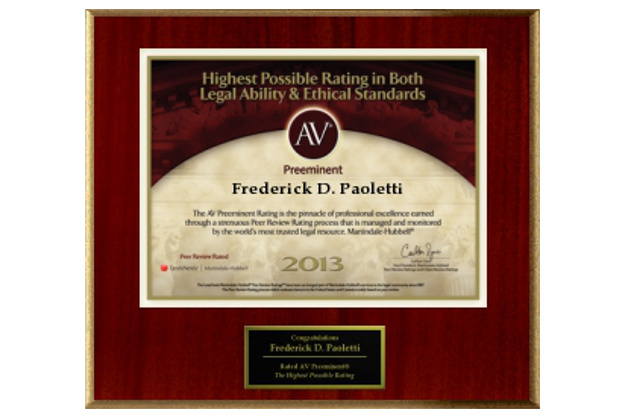 Highest Possible Rating in Both
Legal Ability & Ethical Standards
AV®
Preeminent
Frederick D. Paoletti
The AV Preeminent Rating is the pinnacle of professional excellence earned
through a strenuous Peer Review Rating process that is managed and monitored
by the world's most trusted legal resource, Martindale-Hubbell®
Peer Review Rated
LexisNexis | Martindale-Hubbell®
2013
Congratulations
Frederick D. Paoletti
Rated AV Preeminent®
The Highest Possible Rating